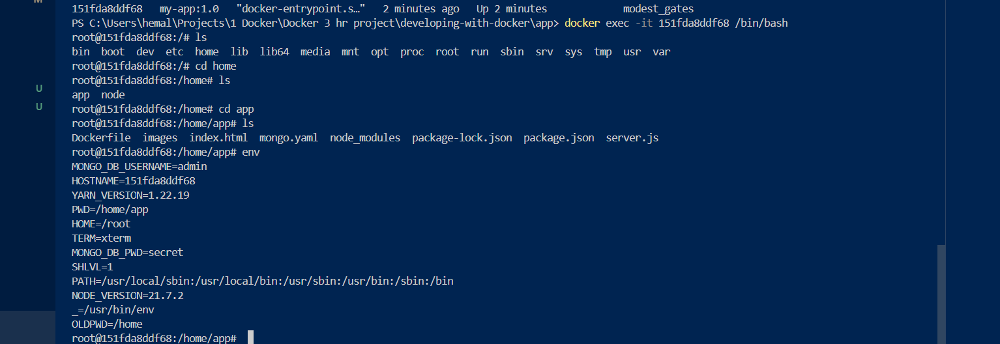 M
151fda8ddf68   my-app:1.0   "docker-entrypoint.s…"   2 minutes ago   Up 2 minutes             modest_gates
PS C:\Users\hemal\Projects\1 Docker\Docker 3 hr project\developing-with-docker\app> docker exec -it 151fda8ddf68 /bin/bash
root@151fda8ddf68:/# ls
bin  boot  dev  etc  home  lib  lib64  media  mnt  opt  proc  root  run  sbin  srv  sys  tmp  usr  var
root@151fda8ddf68:/# cd home
root@151fda8ddf68:/home# ls
app  node
U
root@151fda8ddf68:/home# cd app
U
root@151fda8ddf68:/home/app# ls
Dockerfile  images  index.html  mongo.yaml  node_modules  package-lock.json  package.json  server.js
root@151fda8ddf68:/home/app# env
MONGO_DB_USERNAME=admin
HOSTNAME=151fda8ddf68
YARN_VERSION=1.22.19
PWD=/home/app
HOME=/root
TERM=xterm
MONGO_DB_PWD=secret
SHLVL=1
PATH=/usr/local/sbin:/usr/local/bin:/usr/sbin:/usr/bin:/sbin:/bin
NODE_VERSION=21.7.2
_=/usr/bin/env
OLDPWD=/home
root@151fda8ddf68:/home/app#